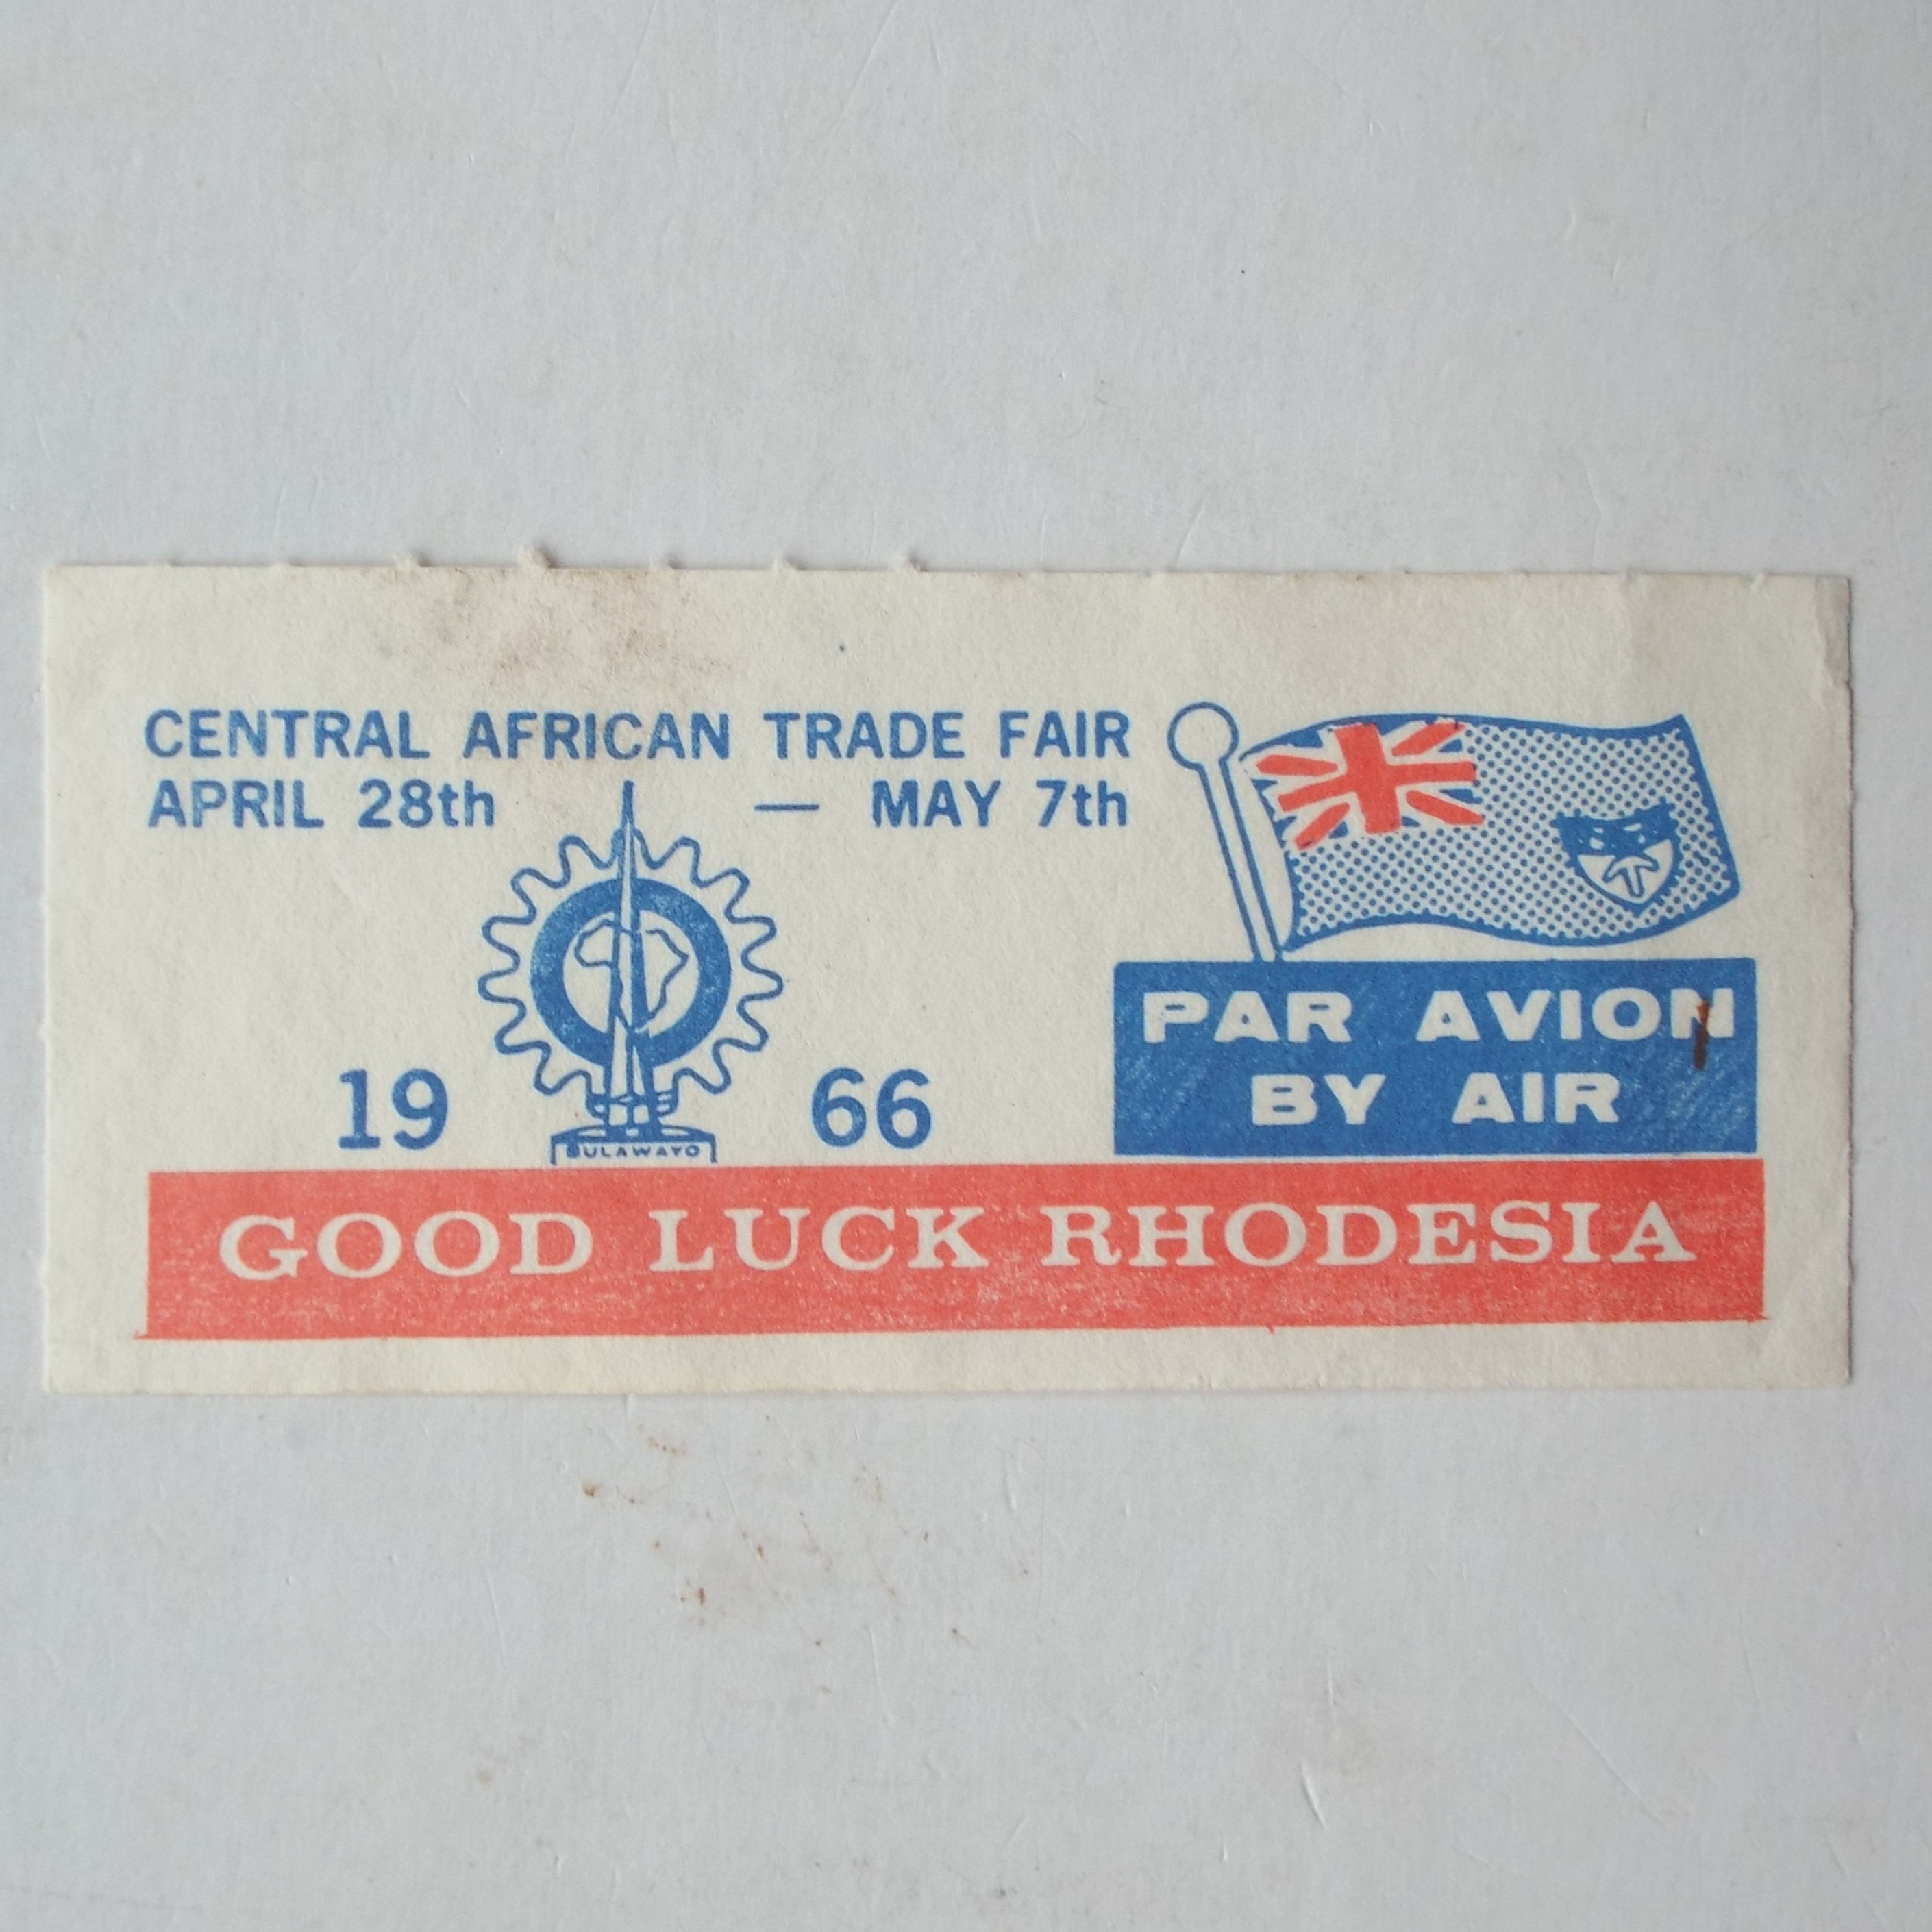 CENTRAL AFRICAN TRADE FAIR
APRIL 28th — MAY 7th
19 66
BULAWAYO
PAR AVION
BY AIR
GOOD LUCK RHODESIA